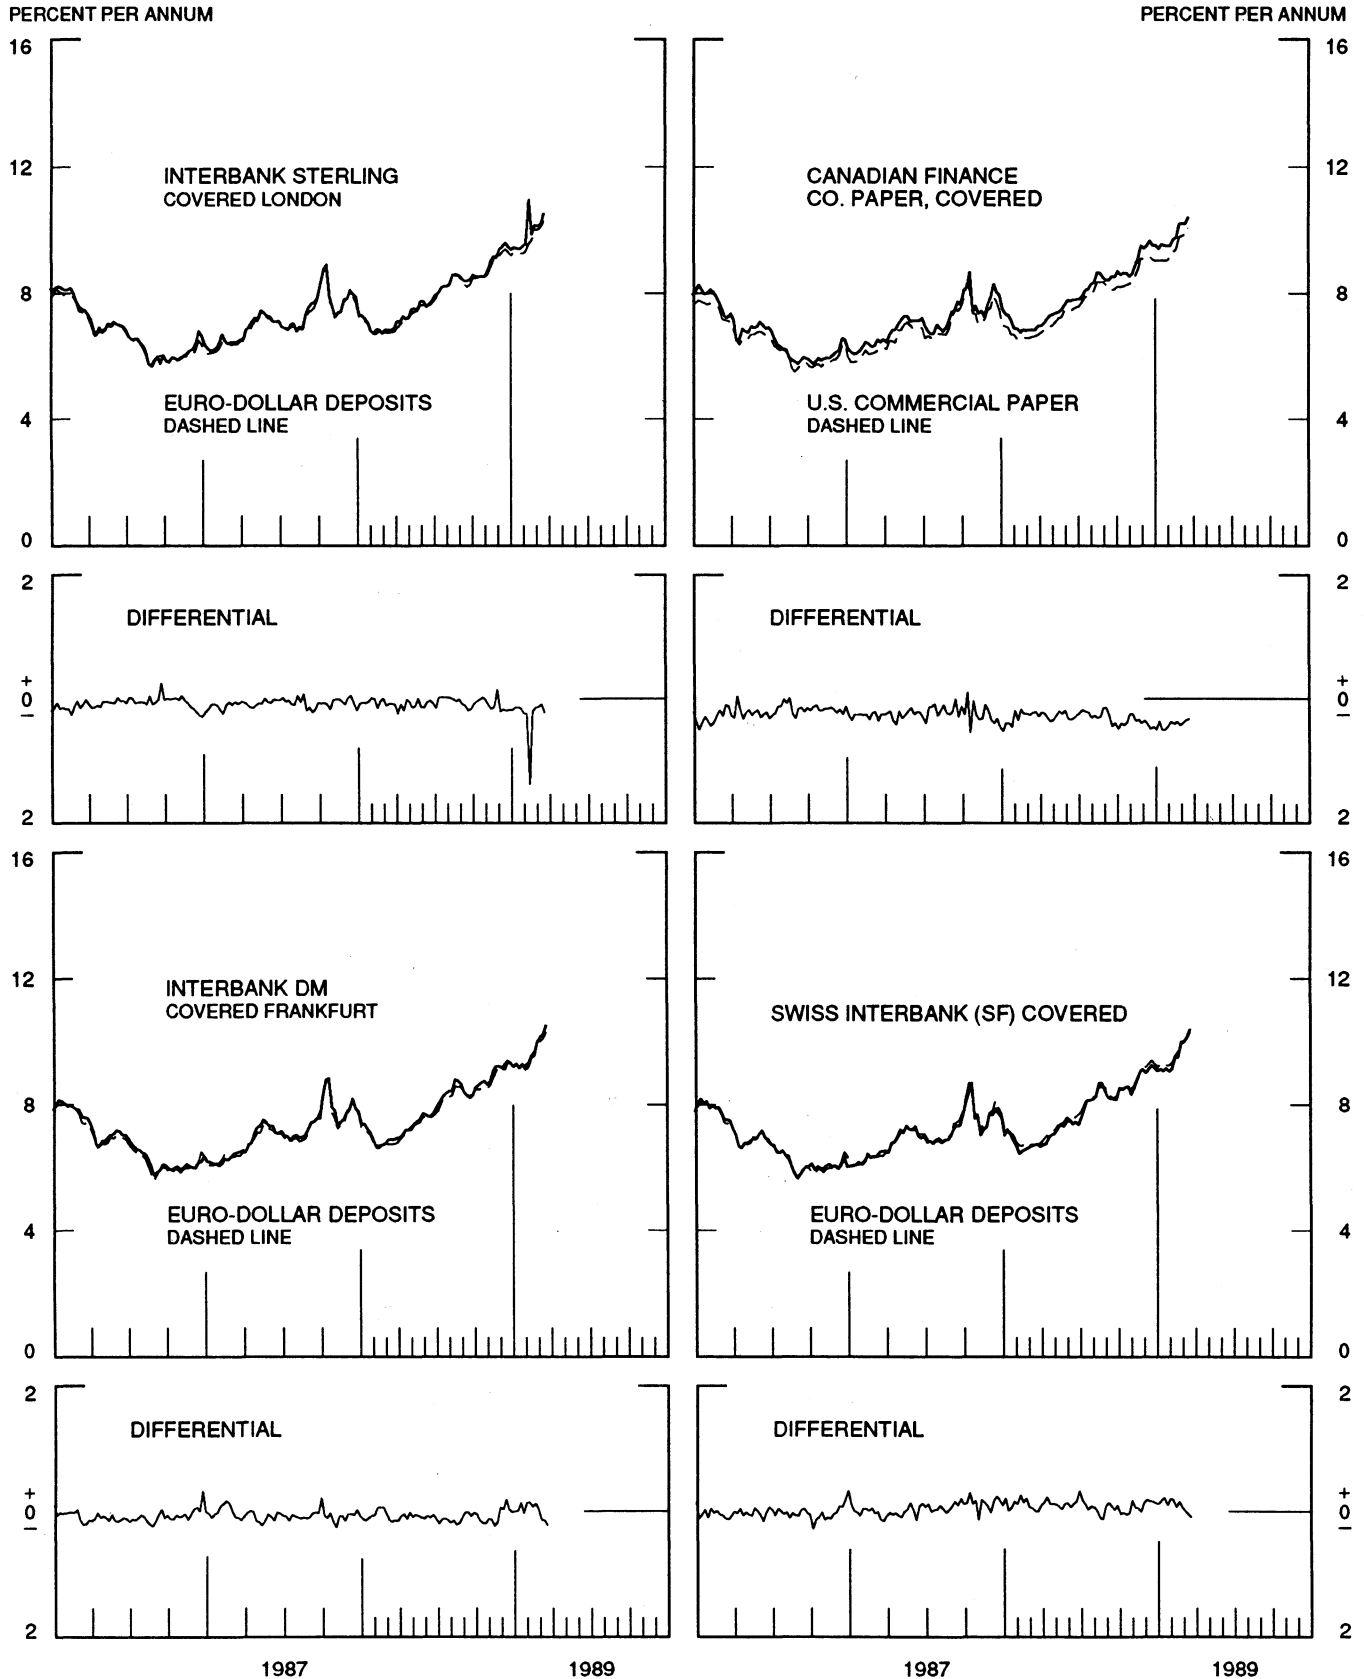 PERCENT PER ANNUM
PERCENT PER ANNUM
16
12
8
4
0
INTERBANK STERLING
COVERED LONDON
EURO-DOLLAR DEPOSITS
DASHED LINE
CANADIAN FINANCE
CO. PAPER, COVERED
U.S. COMMERCIAL PAPER
DASHED LINE
16
12
8
4
0
2
+
0
−
2
DIFFERENTIAL
DIFFERENTIAL
2
+
0
−
2
16
12
8
4
0
INTERBANK DM
COVERED FRANKFURT
EURO-DOLLAR DEPOSITS
DASHED LINE
SWISS INTERBANK (SF) COVERED
EURO-DOLLAR DEPOSITS
DASHED LINE
16
12
8
4
0
2
+
0
−
2
DIFFERENTIAL
DIFFERENTIAL
2
+
0
−
2
1987
1989
1987
1989